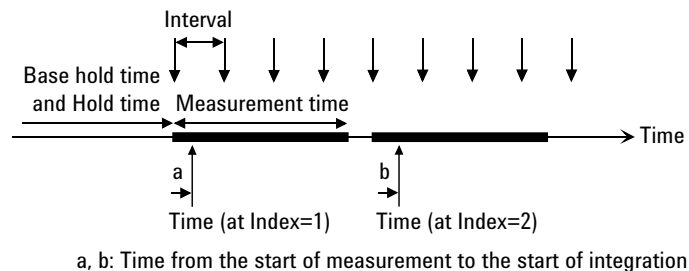 Interval
Base hold time
and Hold time
Measurement time
Time
a
b
Time (at Index=1)
Time (at Index=2)
a, b: Time from the start of measurement to the start of integration